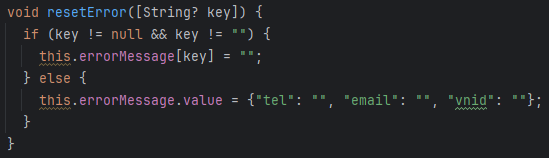 void resetError([String? key]) {
  if (key != null && key != "") {
    this.errorMessage[key] = "";
  } else {
    this.errorMessage.value = {"tel": "", "email": "", "vnid": ""};
  }
}